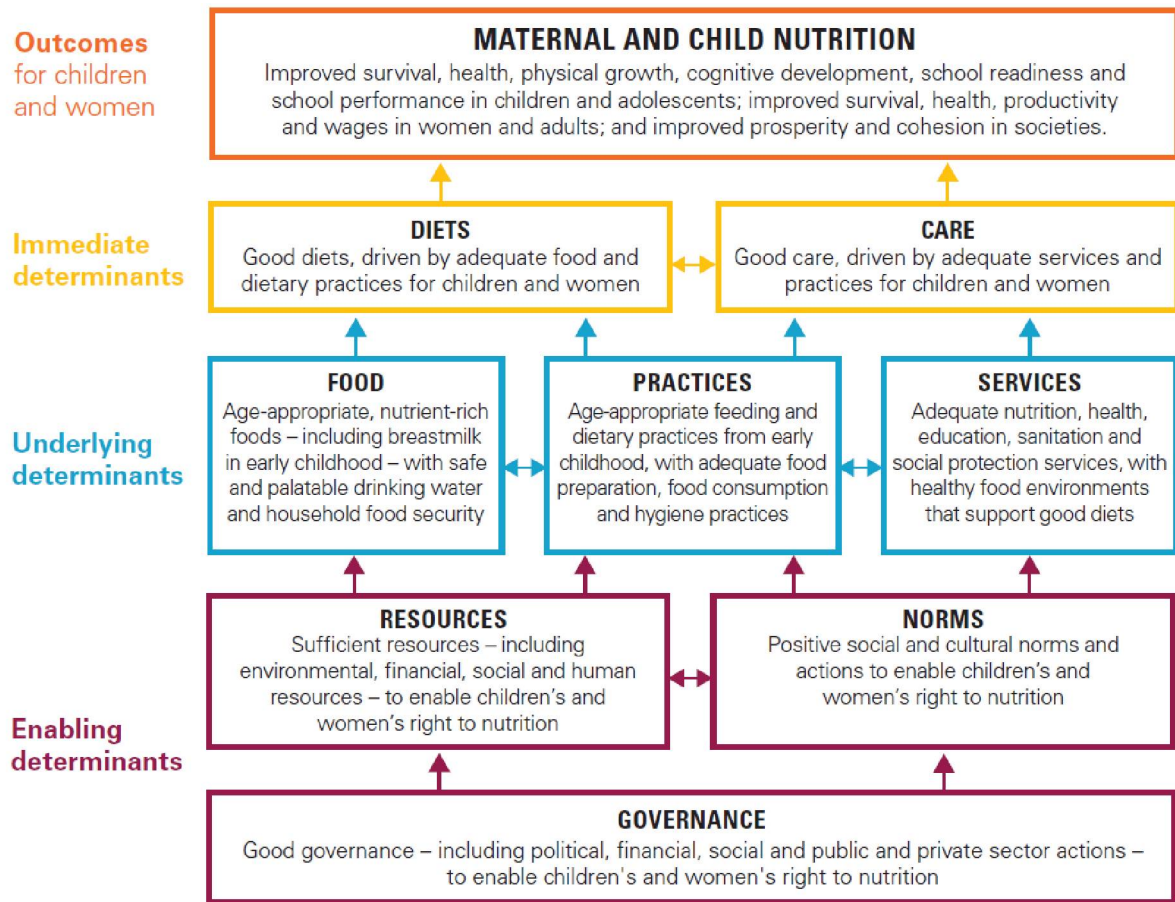 Outcomes
for children
and women
MATERNAL AND CHILD NUTRITION
Improved survival, health, physical growth, cognitive development, school readiness and
school performance in children and adolescents; improved survival, health, productivity
and wages in women and adults; and improved prosperity and cohesion in societies.
Immediate
determinants
DIETS
Good diets, driven by adequate food and
dietary practices for children and women
CARE
Good care, driven by adequate services and
practices for children and women
Underlying
determinants
FOOD
Age-appropriate, nutrient-rich
foods – including breastmilk
in early childhood – with safe
and palatable drinking water
and household food security
PRACTICES
Age-appropriate feeding and
dietary practices from early
childhood, with adequate food
preparation, food consumption
and hygiene practices
SERVICES
Adequate nutrition, health,
education, sanitation and
social protection services, with
healthy food environments
that support good diets
Enabling
determinants
RESOURCES
Sufficient resources – including
environmental, financial, social and human
resources – to enable children’s and
women’s right to nutrition
NORMS
Positive social and cultural norms and
actions to enable children’s and
women’s right to nutrition
GOVERNANCE
Good governance – including political, financial, social and public and private sector actions –
to enable children's and women's right to nutrition